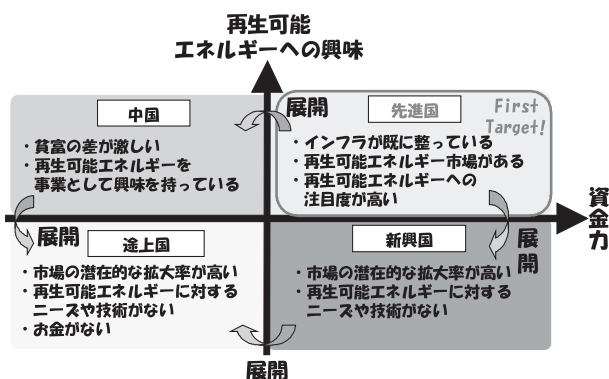 再生可能
エネルギーへの興味
中国
・貧富の差が激しい
・再生可能エネルギーを
事業として興味を持っている
展開
先進国
First
Target!
・インフラが既に整っている
・再生可能エネルギー市場がある
・再生可能エネルギーへの
注目度が高い
資金力
展開
途上国
・市場の潜在的な拡大率が高い
・再生可能エネルギーに対する
ニーズや技術がない
・お金がない
新興国
展開
・市場の潜在的な拡大率が高い
・再生可能エネルギーに対する
ニーズや技術がない
展開